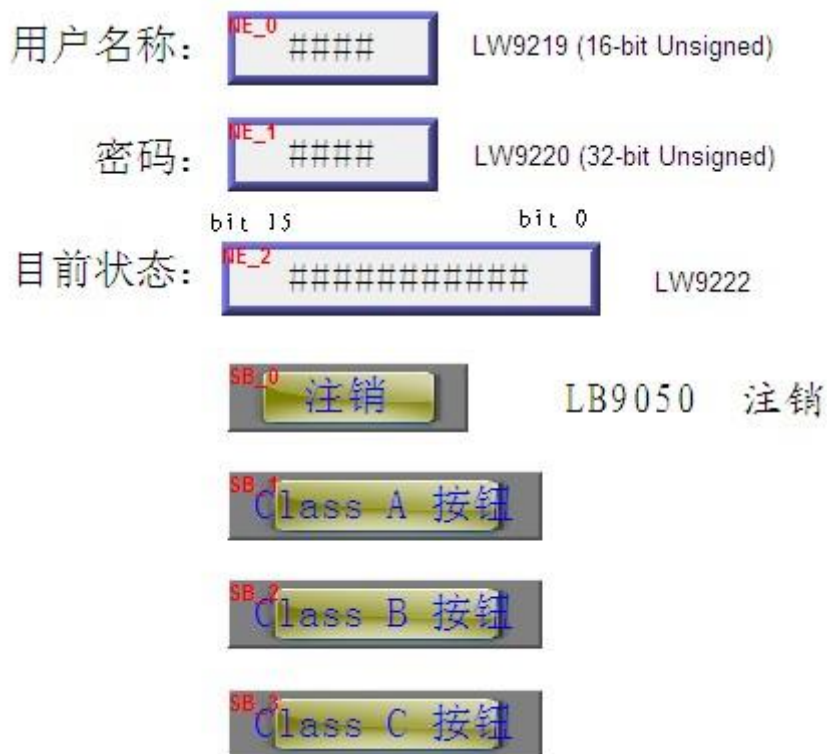 用户名称： NE_0 #### LW9219 (16-bit Unsigned)
密码： NE_1 #### LW9220 (32-bit Unsigned)
bit 15 bit 0
目前状态： NE_2 ########### LW9222
SB_0 注销 LB9050 注销
SB_1 Class A 按钮
SB_2 Class B 按钮
SB_3 Class C 按钮